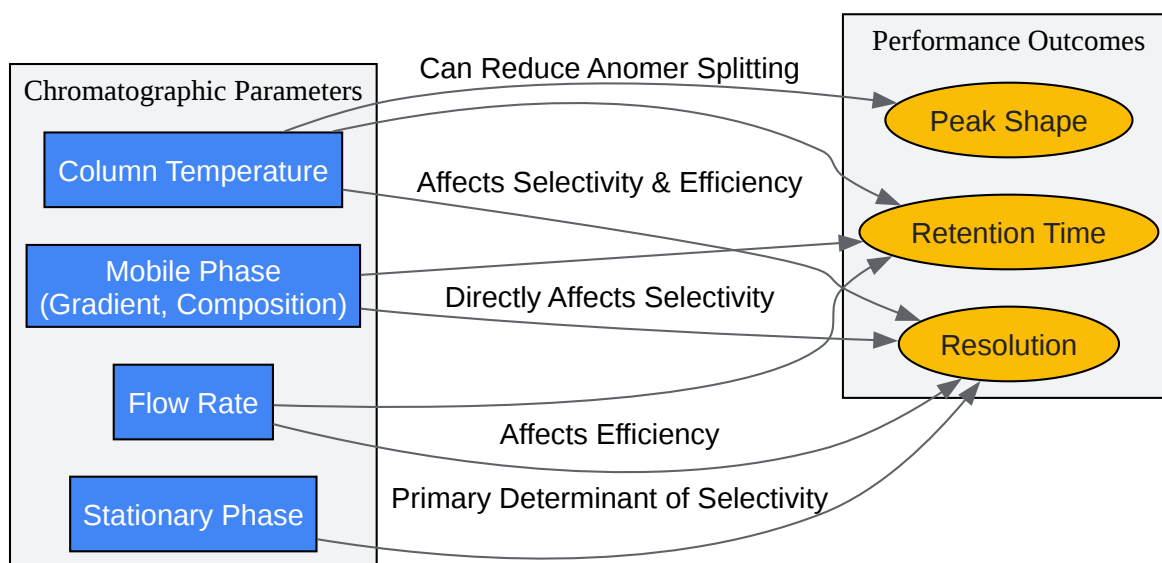 Chromatographic Parameters
Column Temperature
Mobile Phase
(Gradient, Composition)
Flow Rate
Stationary Phase
Can Reduce Anomer Splitting
Affects Selectivity & Efficiency
Directly Affects Selectivity
Affects Efficiency
Primary Determinant of Selectivity
Performance Outcomes
Peak Shape
Retention Time
Resolution